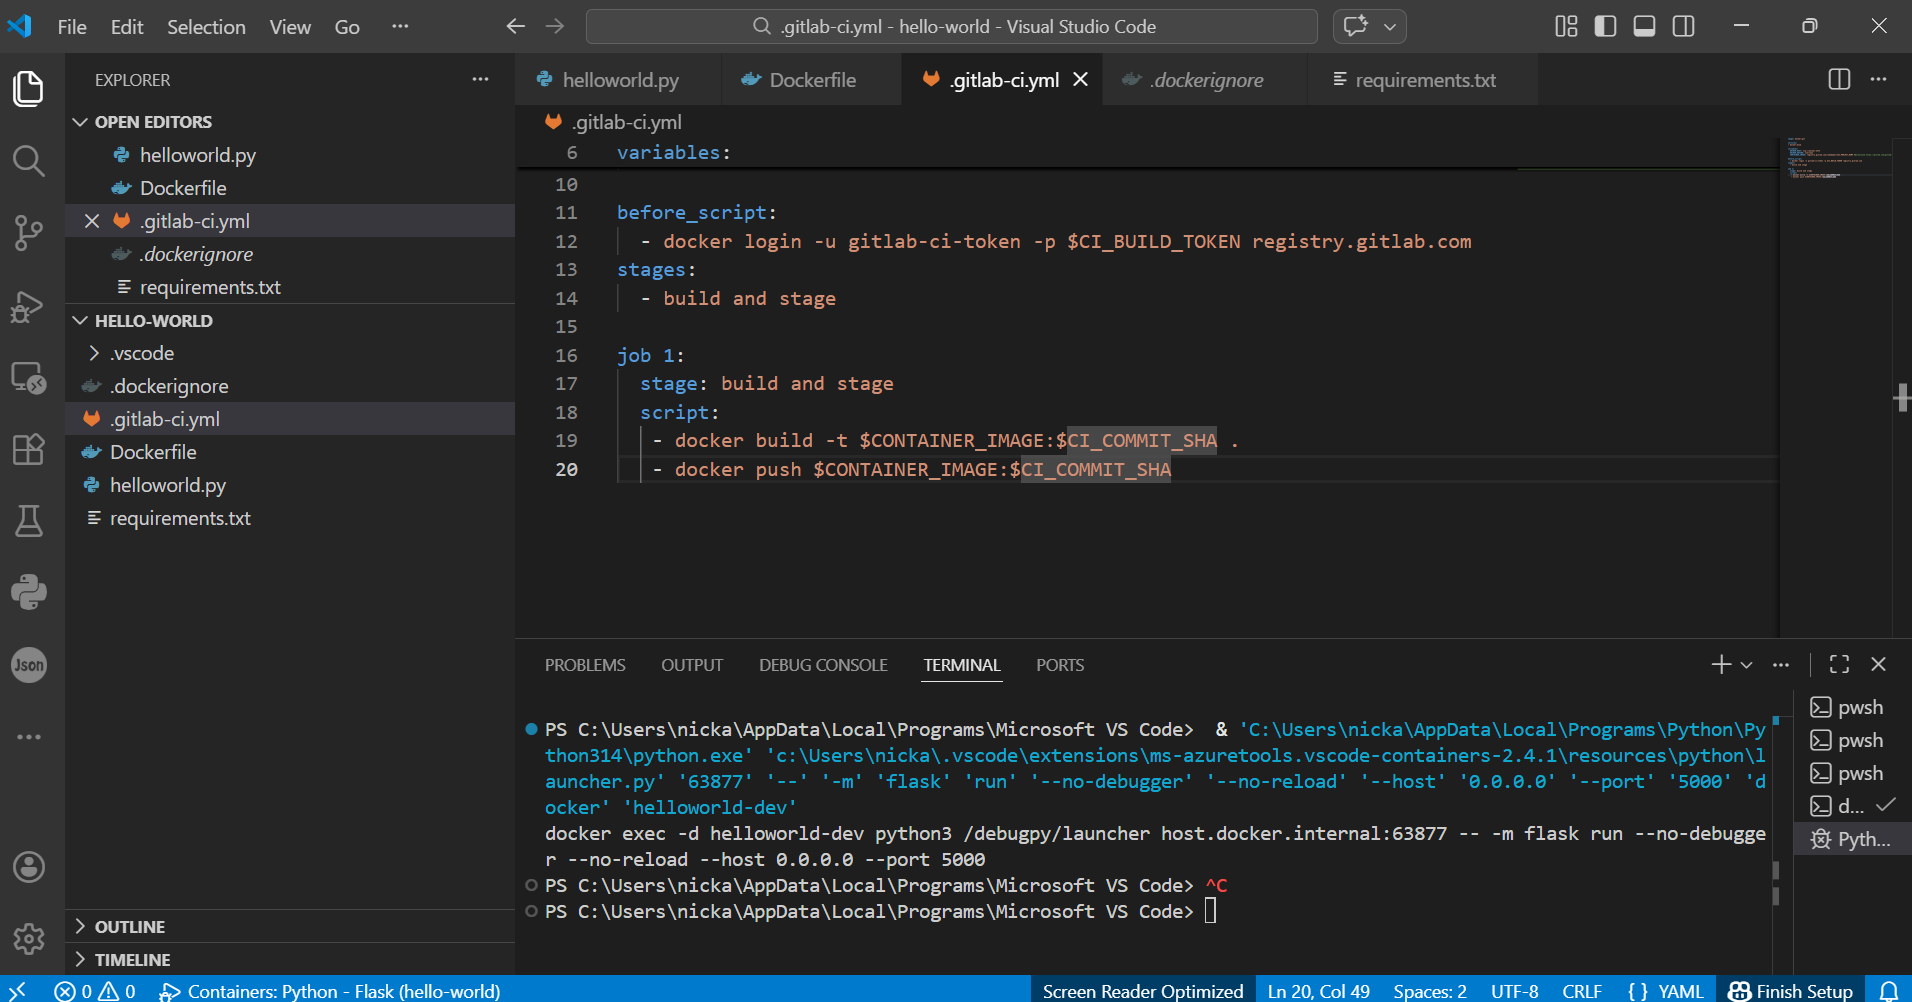 File Edit Selection View Go ···
.gitlab-ci.yml - hello-world - Visual Studio Code
EXPLORER
OPEN EDITORS
helloworld.py
Dockerfile
.gitlab-ci.yml
.dockerignore
requirements.txt
HELLO-WORLD
.vscode
.dockerignore
.gitlab-ci.yml
Dockerfile
helloworld.py
requirements.txt
Json
OUTLINE
TIMELINE
helloworld.py Dockerfile .gitlab-ci.yml .dockerignore requirements.txt
.gitlab-ci.yml
6 variables:
10
11 before_script:
12 - docker login -u gitlab-ci-token -p $CI_BUILD_TOKEN registry.gitlab.com
13 stages:
14 - build and stage
15
16 job 1:
17 stage: build and stage
18 script:
19 - docker build -t $CONTAINER_IMAGE:$CI_COMMIT_SHA .
20 - docker push $CONTAINER_IMAGE:$CI_COMMIT_SHA
PROBLEMS OUTPUT DEBUG CONSOLE TERMINAL PORTS
PS C:\Users\nicka\AppData\Local\Programs\Microsoft VS Code> & 'C:\Users\nicka\AppData\Local\Programs\Python\Py
thon314\python.exe' 'c:\Users\nicka\.vscode\extensions\ms-azuretools.vscode-containers-2.4.1\resources\python\l
auncher.py' '63877' '--' '-m' 'flask' 'run' '--no-debugger' '--no-reload' '--host' '0.0.0.0' '--port' '5000' 'd
ocker' 'helloworld-dev'
docker exec -d helloworld-dev python3 /debugpy/launcher host.docker.internal:63877 -- -m flask run --no-debugge
r --no-reload --host 0.0.0.0 --port 5000
PS C:\Users\nicka\AppData\Local\Programs\Microsoft VS Code> ^C
PS C:\Users\nicka\AppData\Local\Programs\Microsoft VS Code>
pwsh
pwsh
pwsh
d...
Pyth...
0 0 Containers: Python - Flask (hello-world) Screen Reader Optimized Ln 20, Col 49 Spaces: 2 UTF-8 CRLF { } YAML Finish Setup